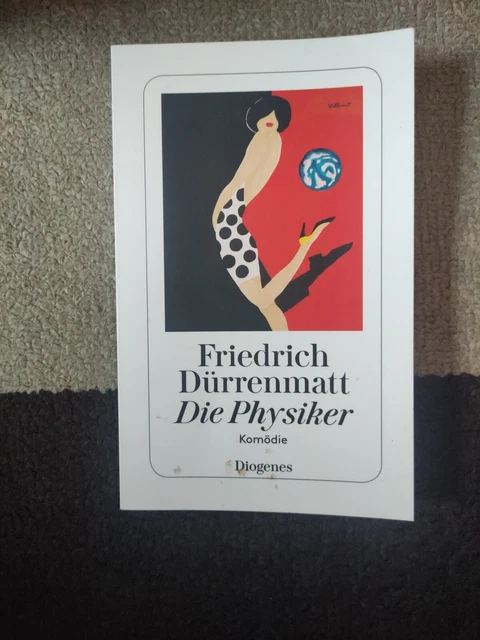 Friedrich
Dürrenmatt
Die Physiker
Komödie
Diogenes